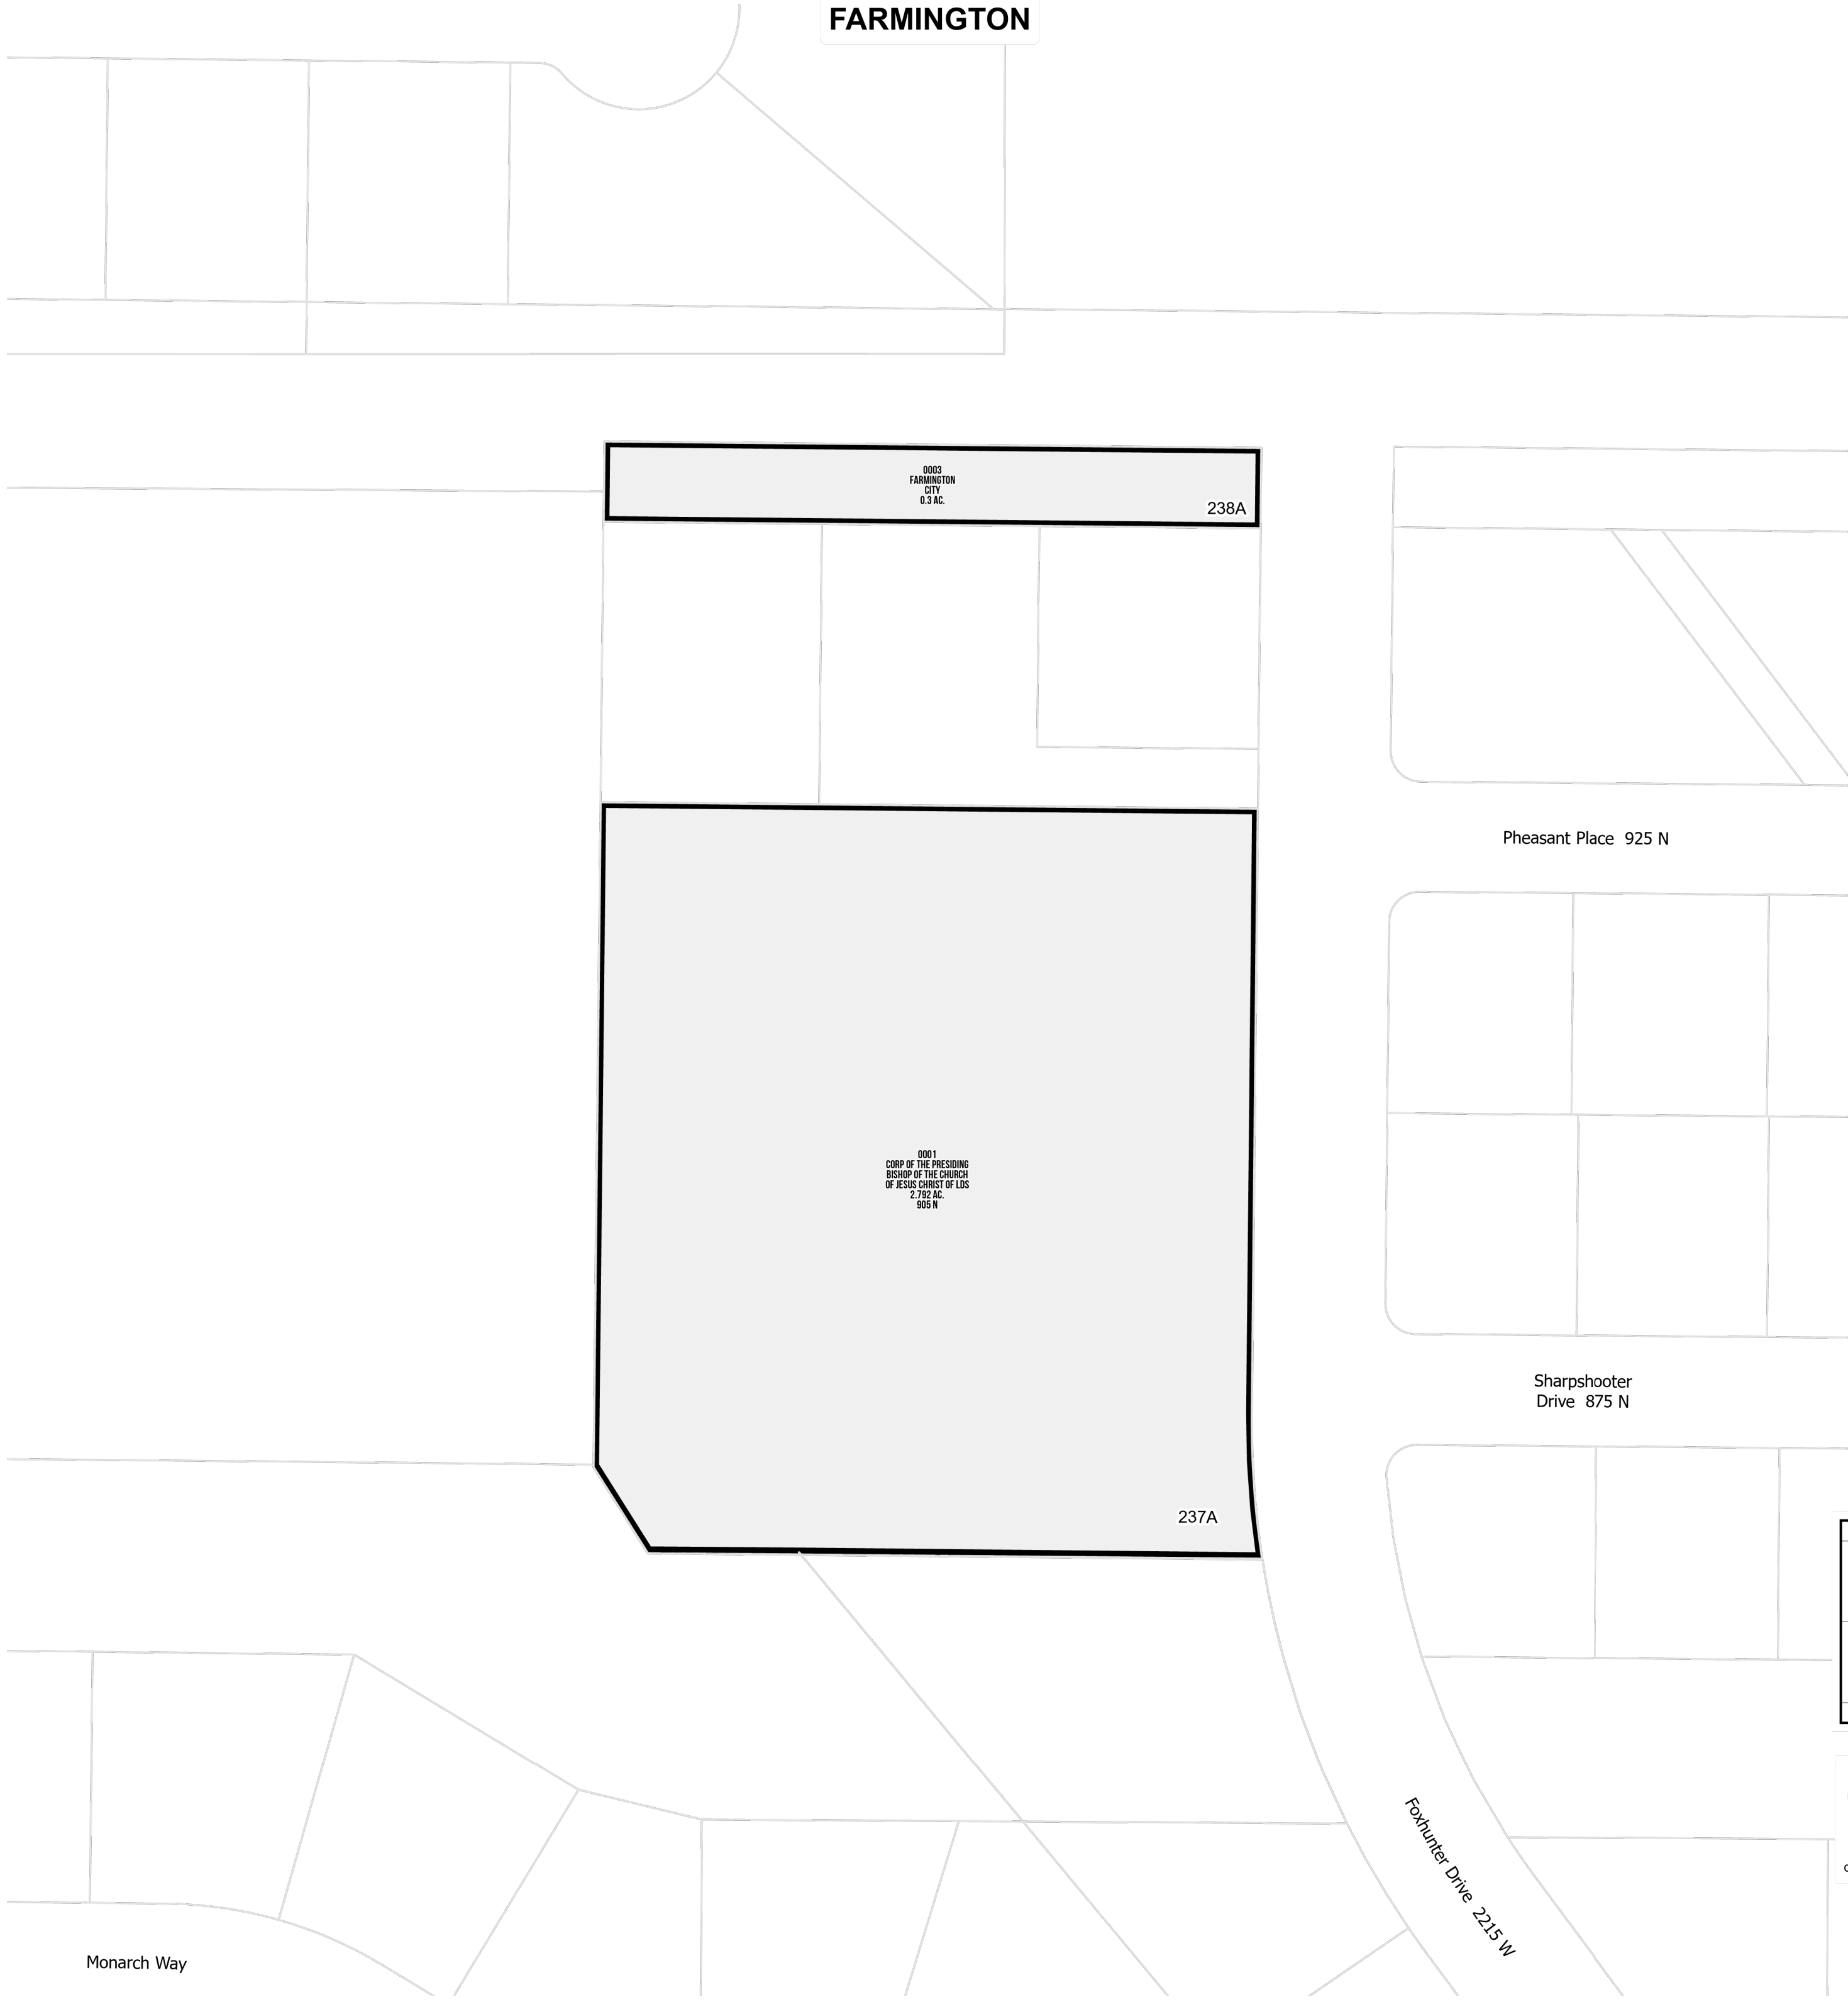 FARMINGTON
0003
FARMINGTON
CITY
0.3 AC.
238A
Pheasant Place 925 N
0001
CORP OF THE PRESIDING
BISHOP OF THE CHURCH
OF JESUS CHRIST OF LDS
2.792 AC.
905 N
Sharpshooter
Drive 875 N
237A
Foxhunter Drive 2215 W
Monarch Way